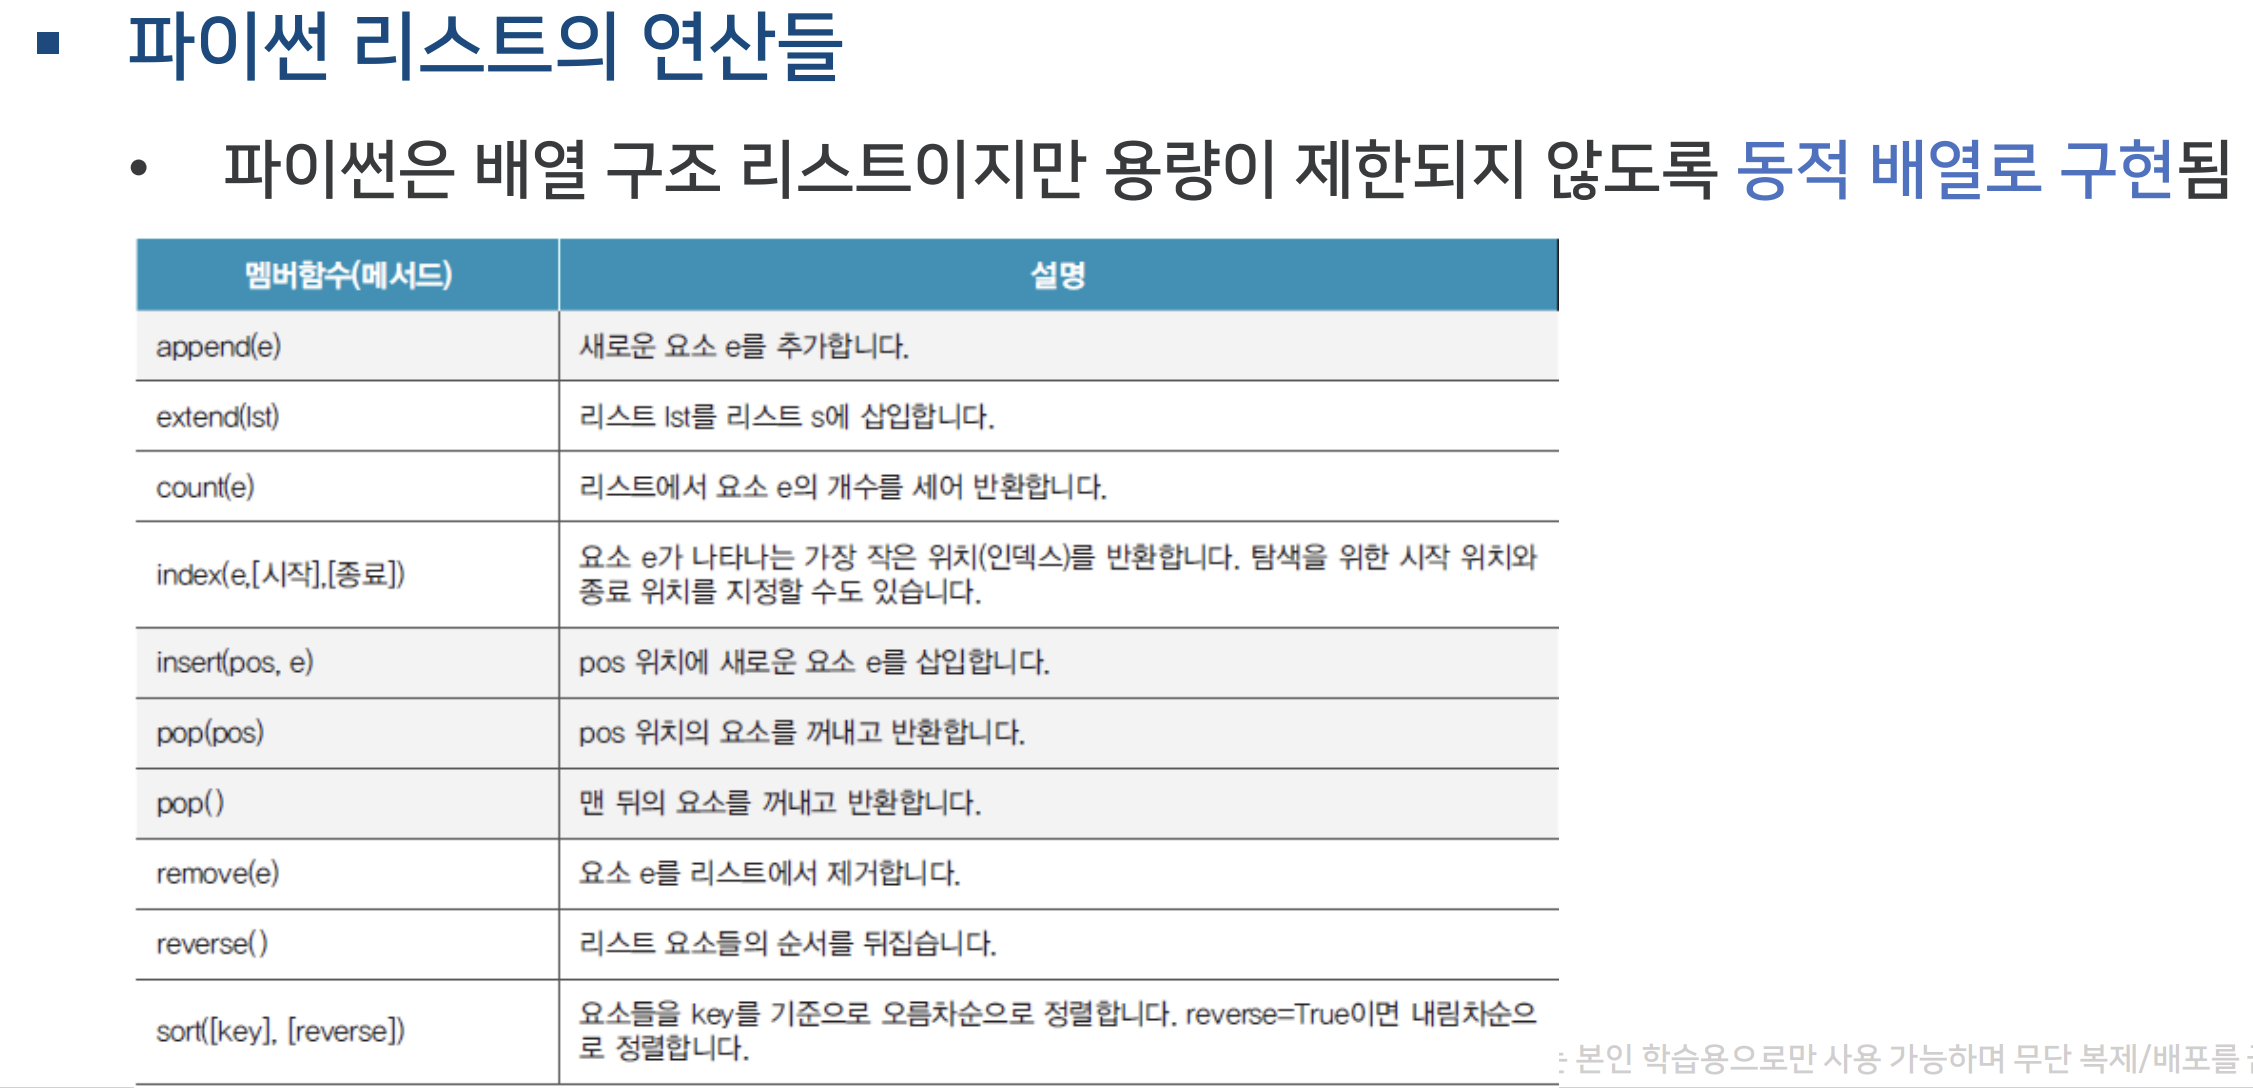 파이썬 리스트의 연산들
파이썬은 배열 구조 리스트이지만 용량이 제한되지 않도록 동적 배열로 구현됨
멤버함수(메서드) 설명
append(e) 새로운 요소 e를 추가합니다.
extend(lst) 리스트 lst를 리스트 s에 삽입합니다.
count(e) 리스트에서 요소 e의 개수를 세어 반환합니다.
index(e,[시작],[종료]) 요소 e가 나타나는 가장 작은 위치(인덱스)를 반환합니다. 탐색을 위한 시작 위치와
종료 위치를 지정할 수도 있습니다.
insert(pos, e) pos 위치에 새로운 요소 e를 삽입합니다.
pop(pos) pos 위치의 요소를 꺼내고 반환합니다.
pop() 맨 뒤의 요소를 꺼내고 반환합니다.
remove(e) 요소 e를 리스트에서 제거합니다.
reverse() 리스트 요소들의 순서를 뒤집습니다.
sort([key], [reverse]) 요소들을 key를 기준으로 오름차순으로 정렬합니다. reverse=True이면 내림차순으
로 정렬합니다.
본인 학습용으로만 사용 가능하며 무단 복제/배포를